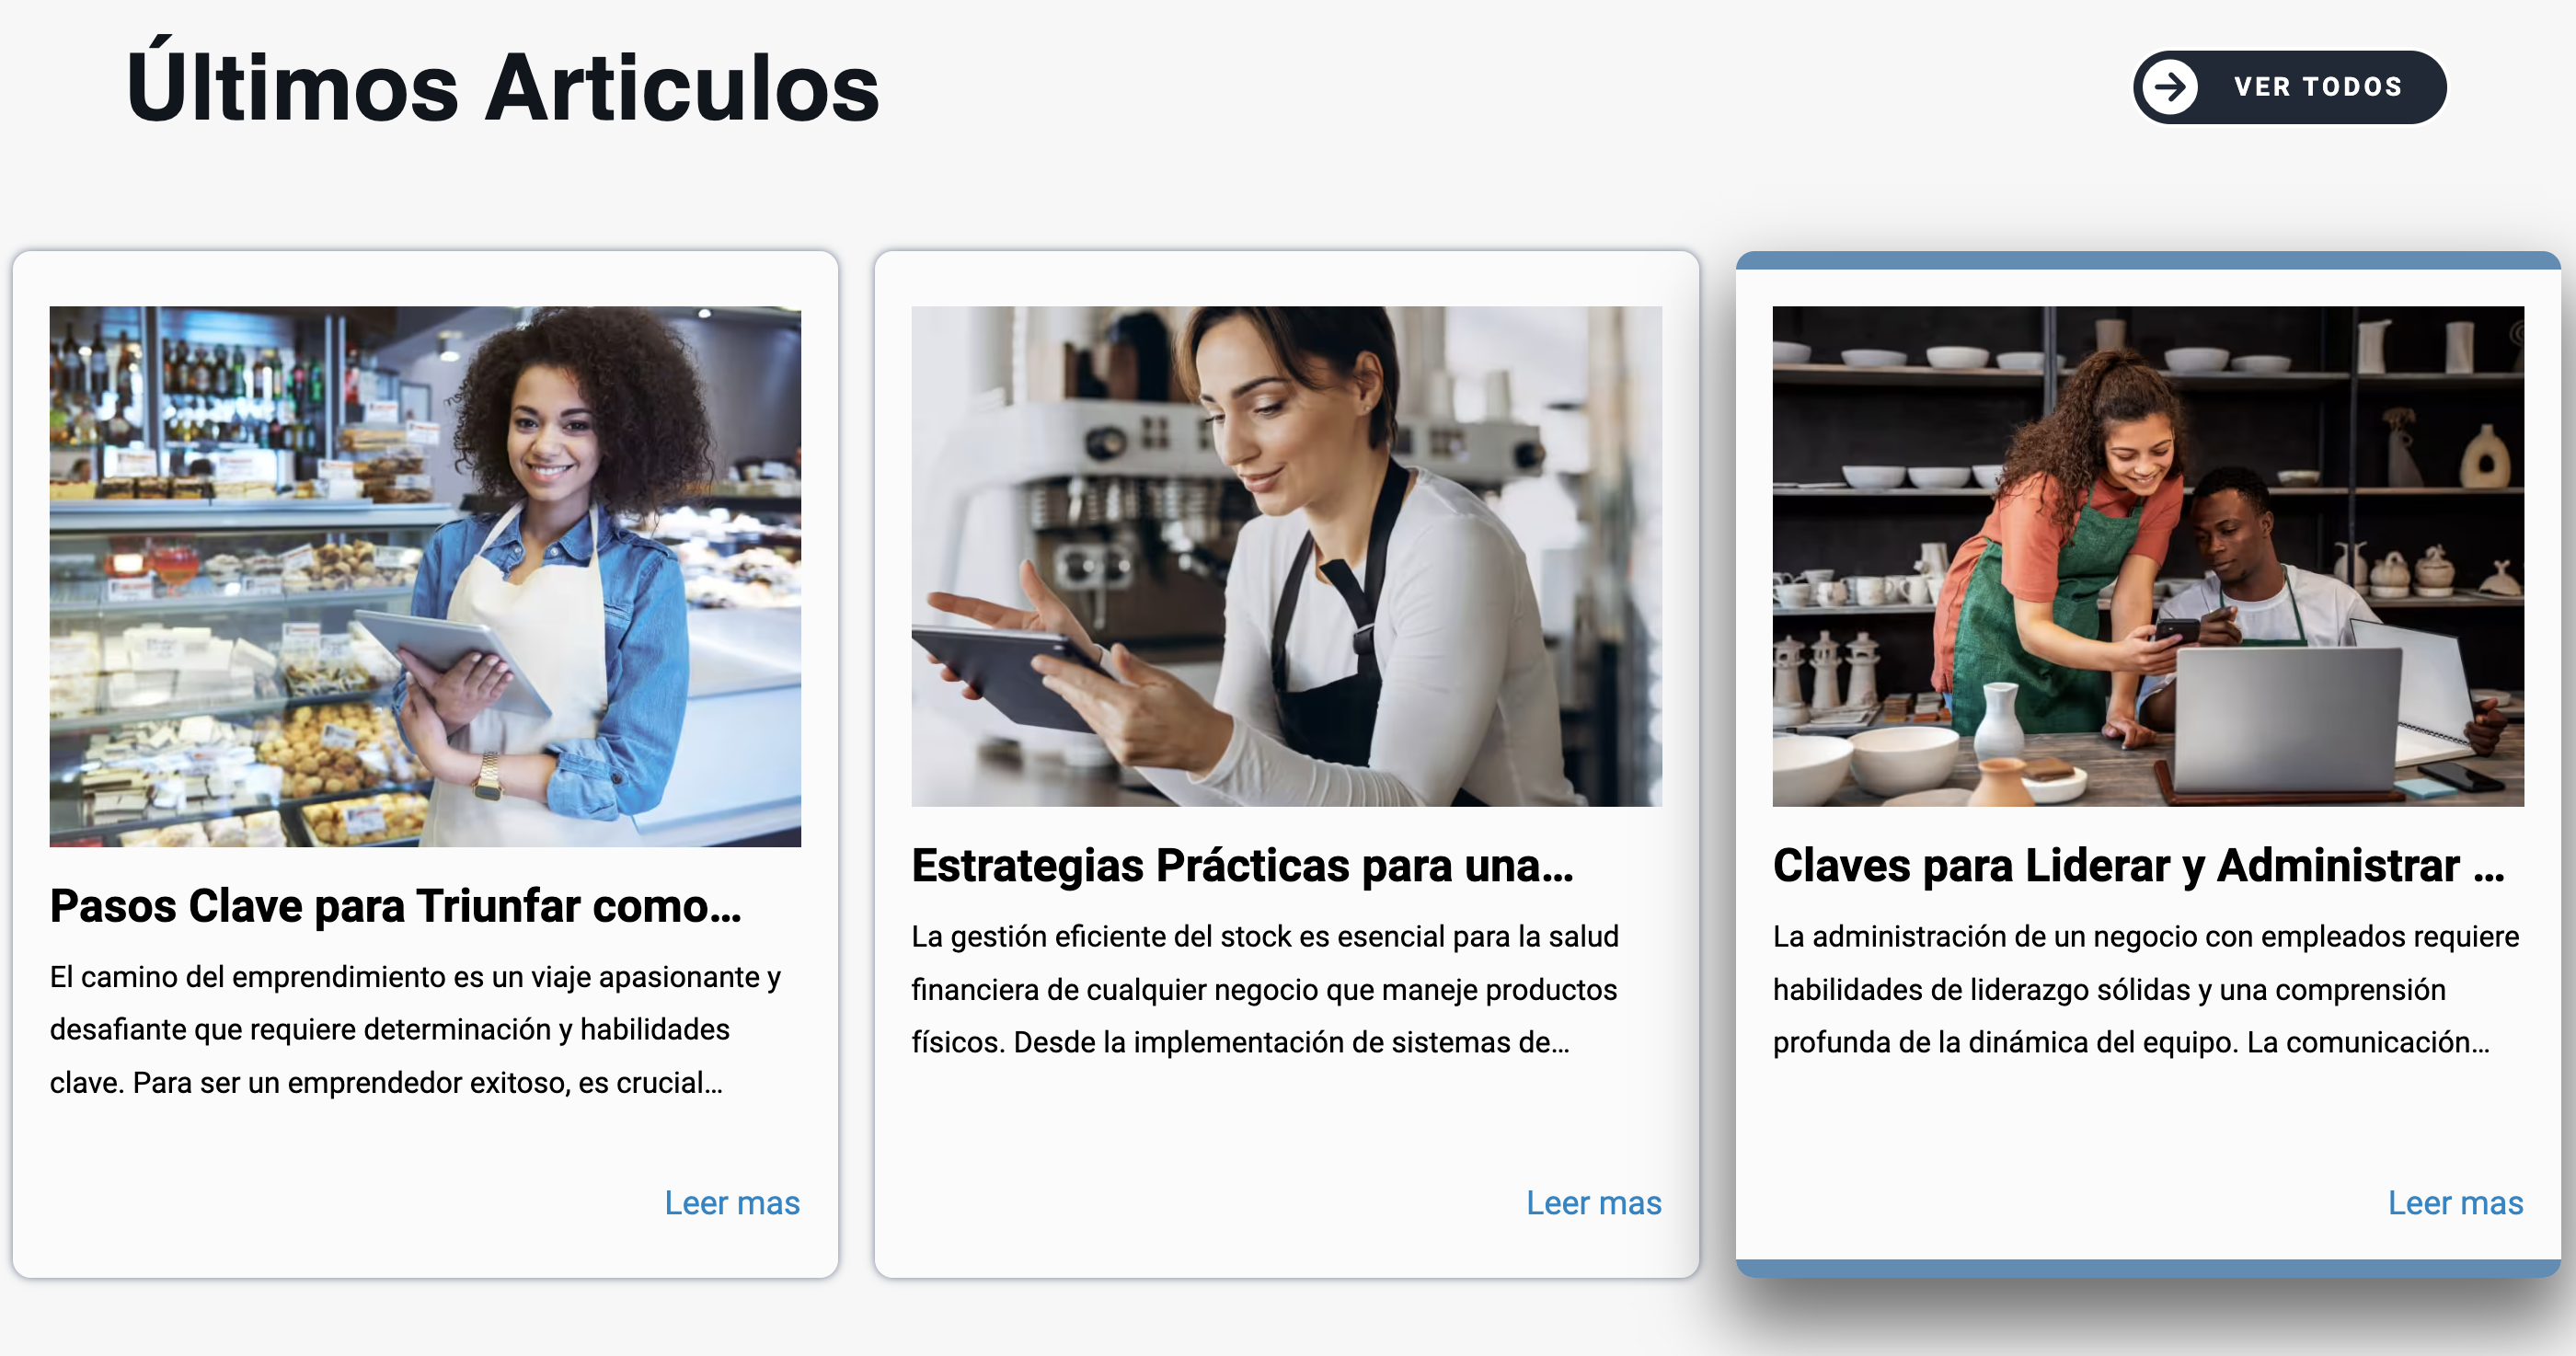 Últimos Articulos
VER TODOS
Pasos Clave para Triunfar como...
El camino del emprendimiento es un viaje apasionante y
desafiante que requiere determinación y habilidades
clave. Para ser un emprendedor exitoso, es crucial...
Leer mas
Estrategias Prácticas para una...
La gestión eficiente del stock es esencial para la salud
financiera de cualquier negocio que maneje productos
físicos. Desde la implementación de sistemas de...
Leer mas
Claves para Liderar y Administrar ...
La administración de un negocio con empleados requiere
habilidades de liderazgo sólidas y una comprensión
profunda de la dinámica del equipo. La comunicación...
Leer mas